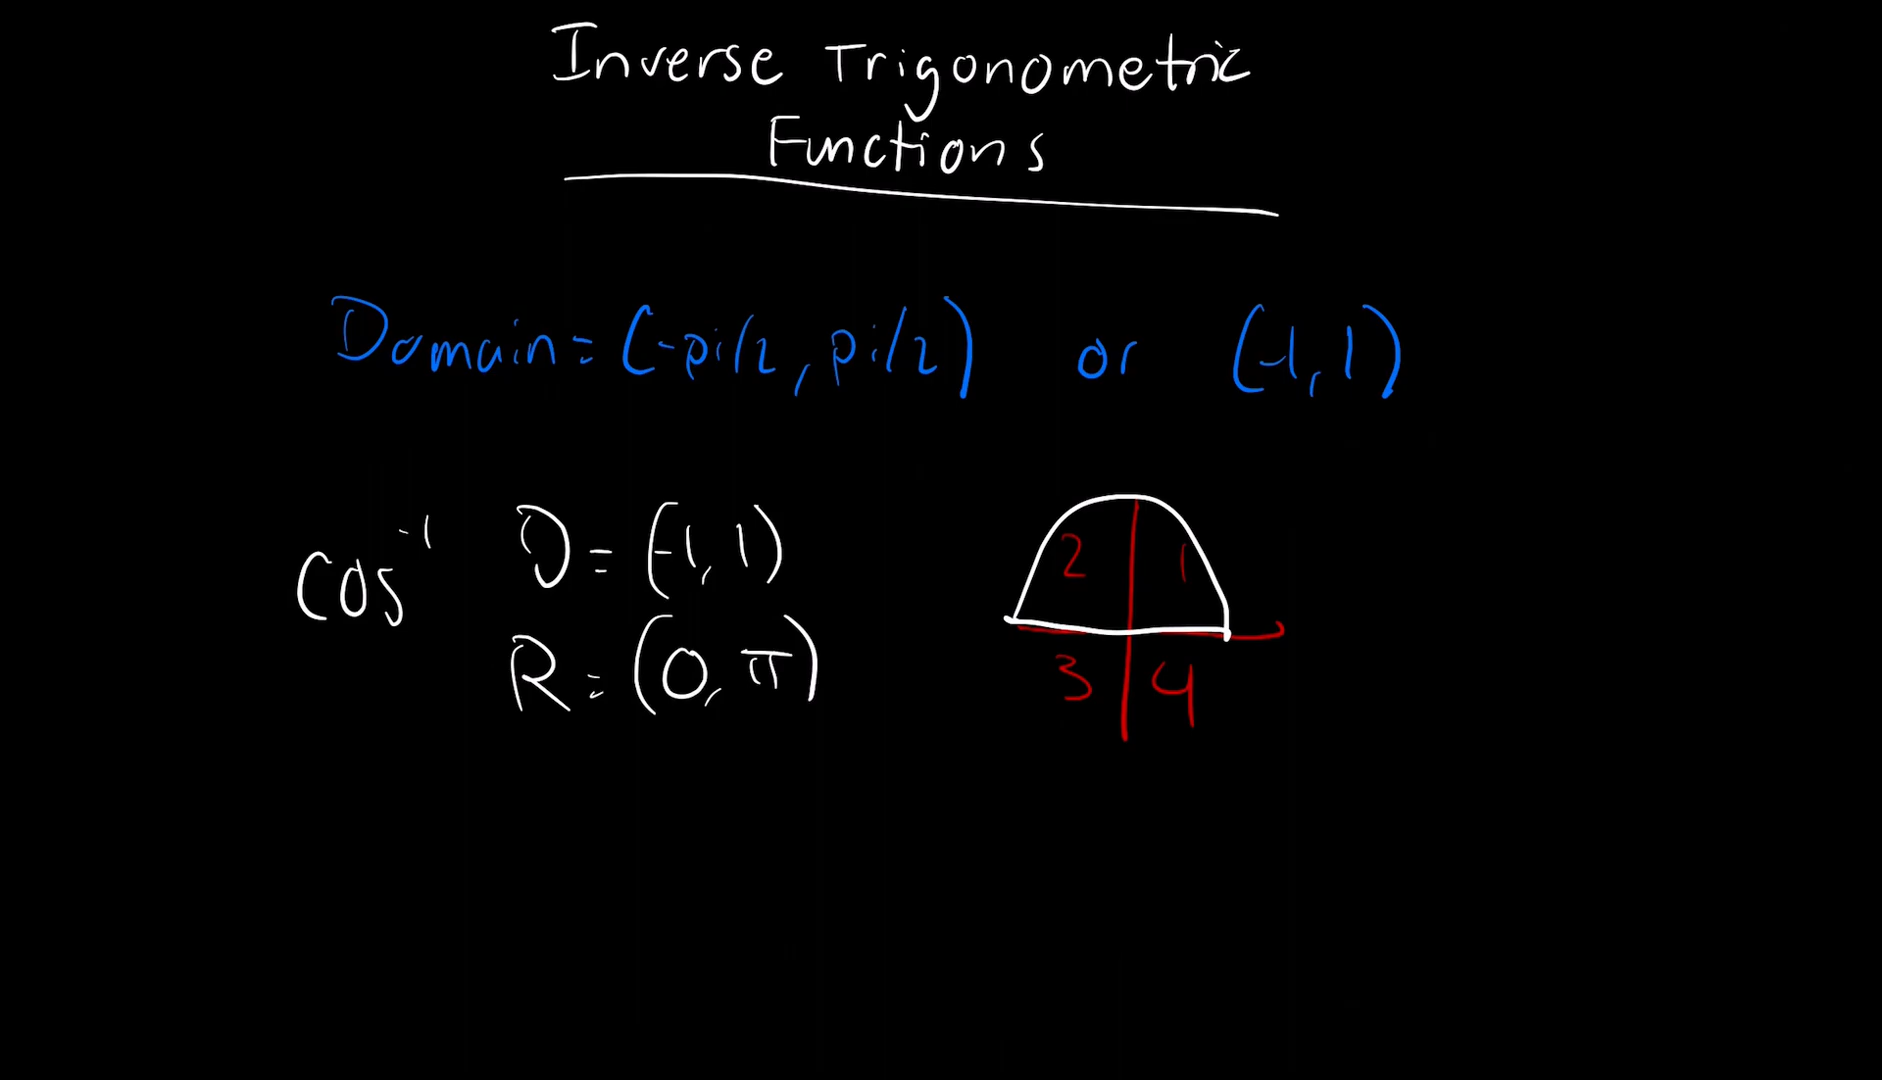 Inverse Trigonometric
Functions
Domain = (-pi/2, pi/2) or (-1, 1)
cos⁻¹ D = (-1, 1)
R = (0, π)
2 1
3 4